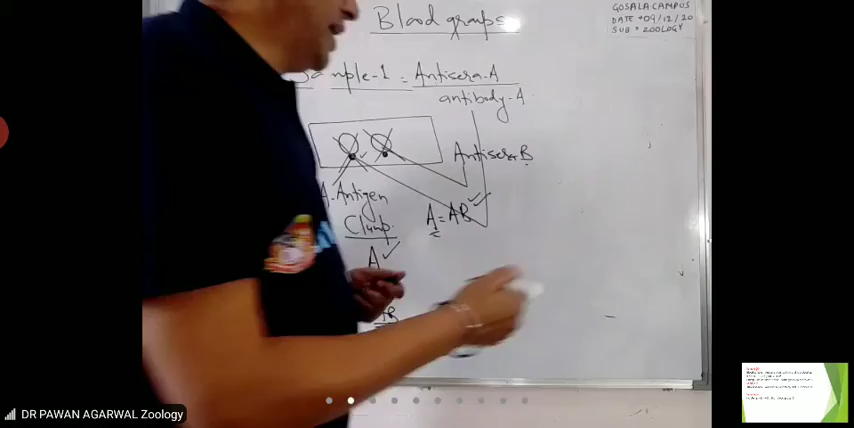 Blood groups
GOSALA CAMPUS
DATE 09/12/20
SUB = ZOOLOGY
Sample-1 = Antisera-A
antibody-A
Antisera B
A-Antigen
Clump
A = AB
A
AB
DR PAWAN AGARWAL Zoology